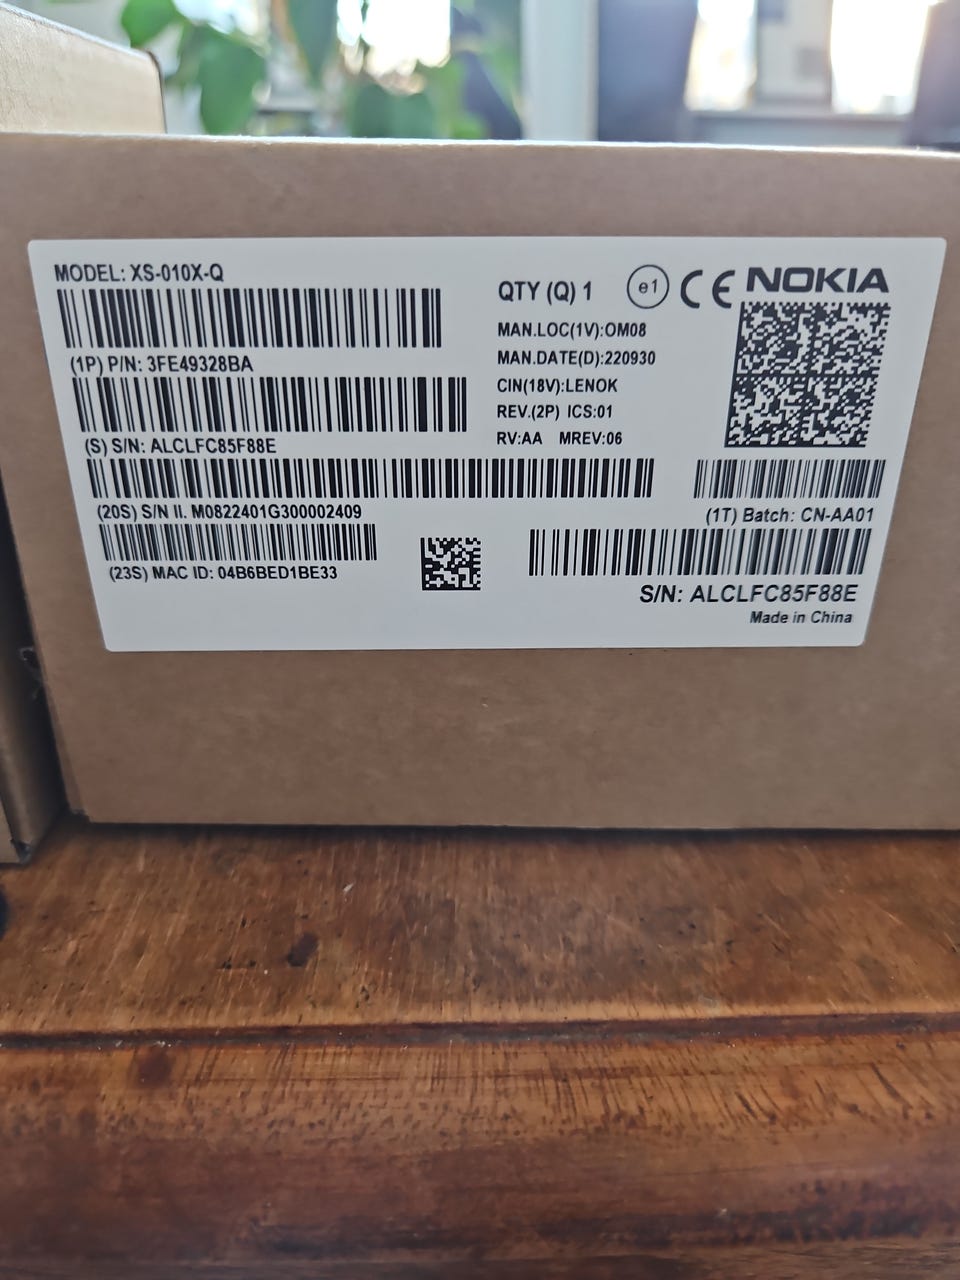 MODEL: XS-010X-Q
(1P) P/N: 3FE49328BA
(S) S/N: ALCLFC85F88E
(20S) S/N II. M0822401G300002409
(23S) MAC ID: 04B6BED1BE33
QTY (Q) 1
e1
CE
NOKIA
MAN.LOC(1V):OM08
MAN.DATE(D):220930
CIN(18V):LENOK
REV.(2P) ICS:01
RV:AA MREV:06
(1T) Batch: CN-AA01
S/N: ALCLFC85F88E
Made in China